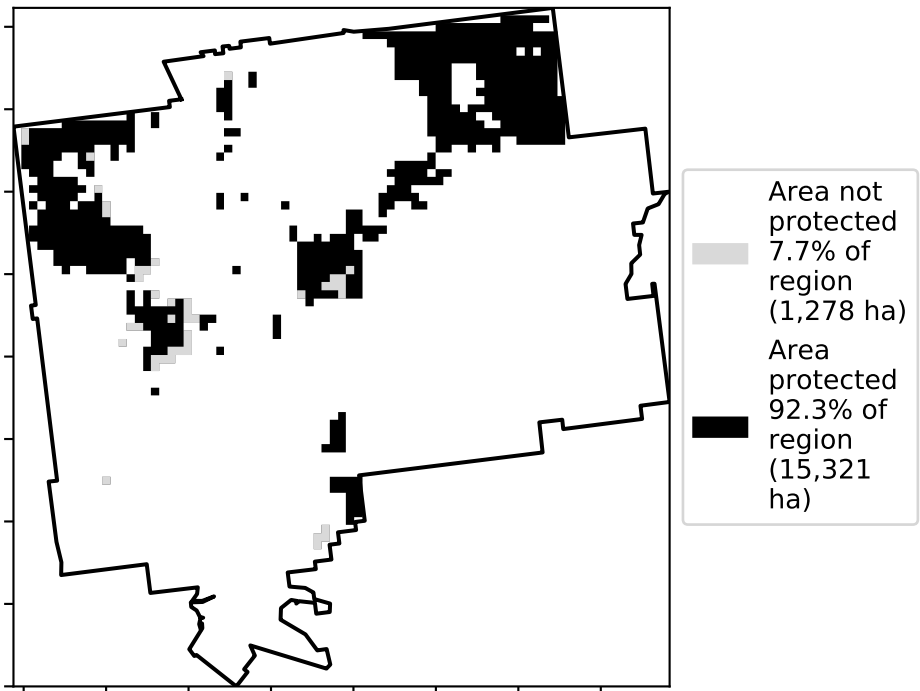 Area not
protected
7.7% of
region
(1,278 ha)
Area
protected
92.3% of
region
(15,321
ha)